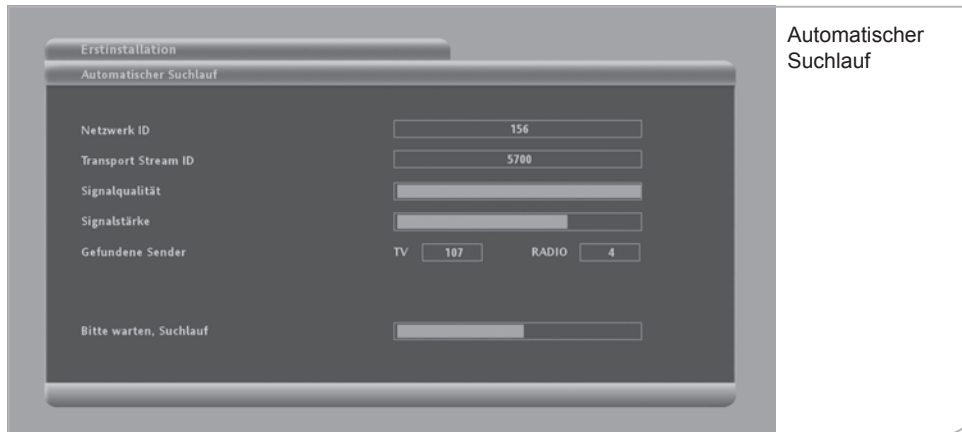 Erstinstallation
Automatischer Suchlauf
Netzwerk ID 156
Transport Stream ID 5700
Signalqualität
Signalstärke
Gefundene Sender TV 107 RADIO 4
Bitte warten, Suchlauf
Automatischer
Suchlauf